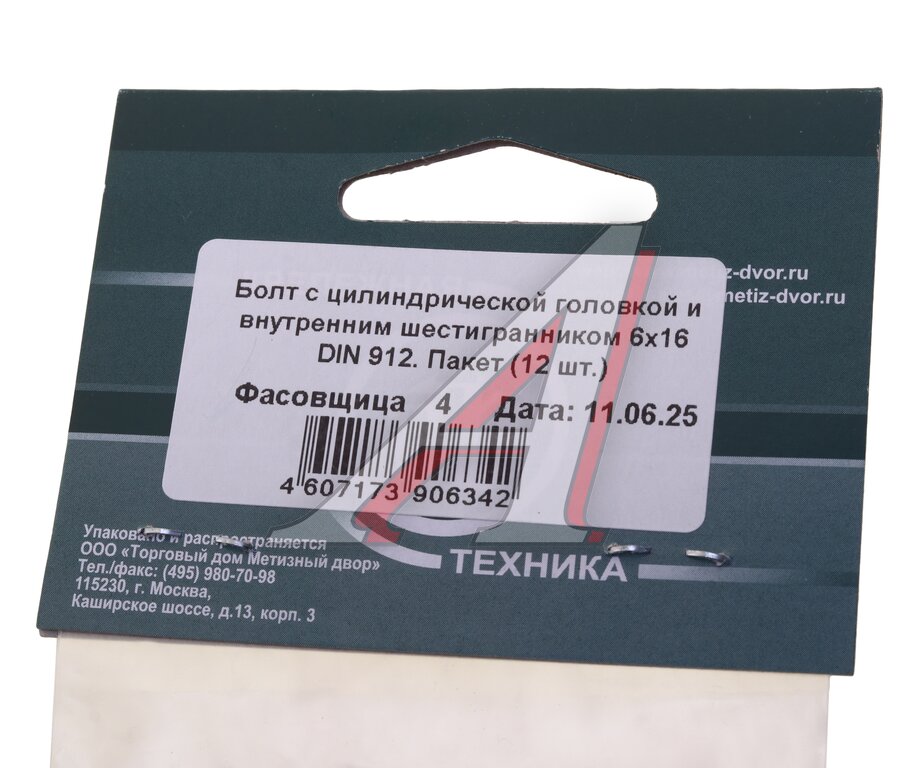 z-dvor.ru
metiz-dvor.ru
Болт с цилиндрической головкой и
внутренним шестигранником 6х16
DIN 912. Пакет (12 шт.)
Фасовщица 4 Дата: 11.06.25
4 607173 906342
Упаковано и распространяется
ООО «Торговый дом Метизный двор»
Тел./факс: (495) 980-70-98
115230, г. Москва,
Каширское шоссе, д.13, корп. 3
ТЕХНИКА